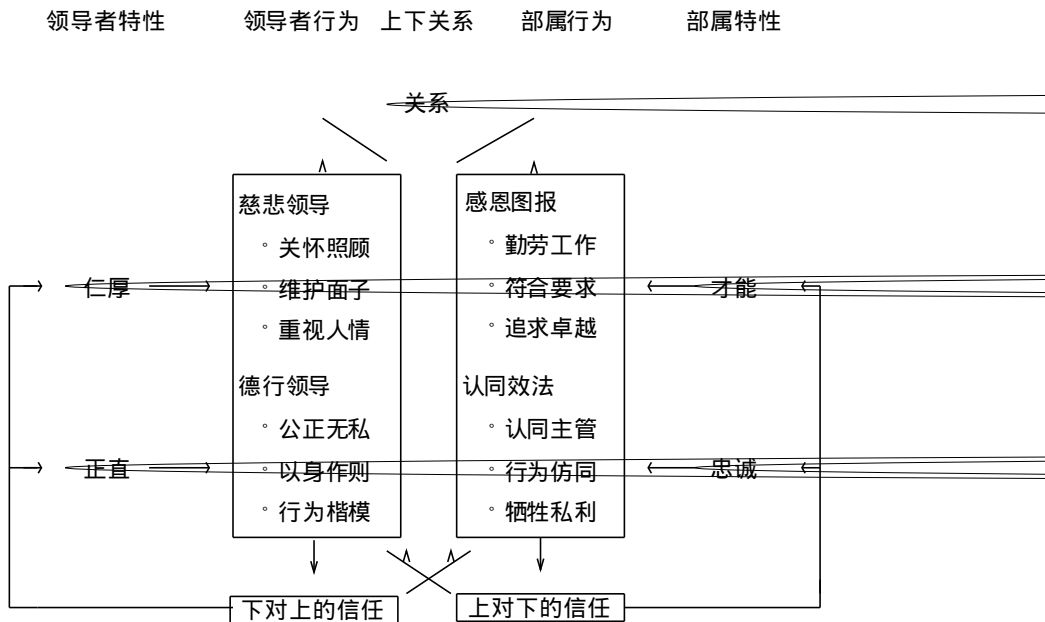 领导者特性 领导者行为 上下关系 部属行为 部属特性
关系
慈悲领导
。关怀照顾
。维护面子
。重视人情
德行领导
。公正无私
。以身作则
。行为楷模
感恩图报
。勤劳工作
。符合要求
。追求卓越
认同效法
。认同主管
。行为仿同
。牺牲私利
仁厚
正直
才能
忠诚
下对上的信任
上对下的信任